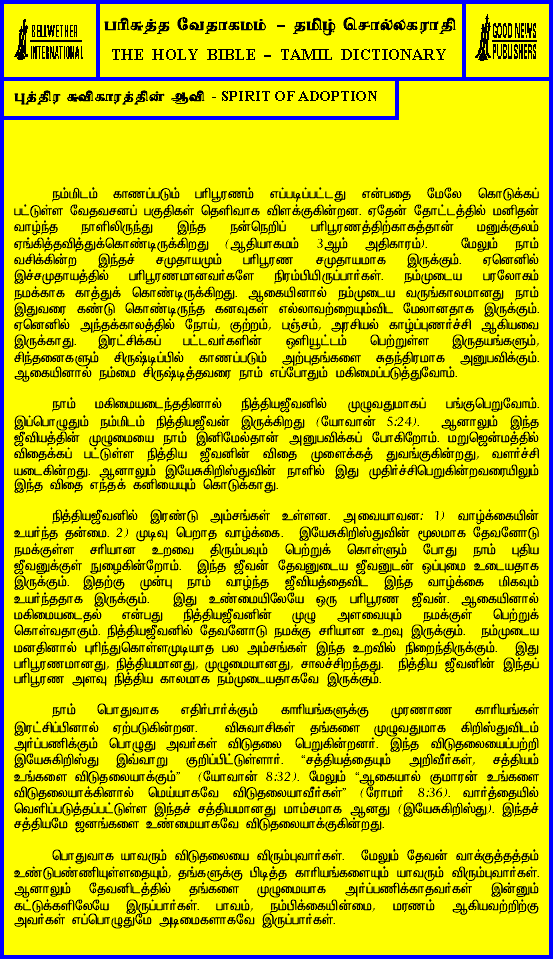 BELLWETHER
INTERNATIONAL
பரிசுத்த வேதாகமம் – தமிழ் சொல்லகராதி
THE HOLY BIBLE – TAMIL DICTIONARY
GOOD NEWS
PUBLISHERS
புத்திர சுவிகாரத்தின் ஆவி - SPIRIT OF ADOPTION
நம்மிடம் காணப்படும் பரிபூரணம் எப்படிப்பட்டது என்பதை மேலே கொடுக்கப்
பட்டுள்ள வேதவசனப் பகுதிகள் தெளிவாக விளக்குகின்றன. ஏதேன் தோட்டத்தில் மனிதன்
வாழ்ந்த நாளிலிருந்து இந்த நன்நெறிப் பரிபூரணத்திற்காகத்தான் மனுக்குலம்
ஏங்கித்தவித்துக்கொண்டிருக்கிறது (ஆதியாகமம் 3ஆம் அதிகாரம்). மேலும் நாம்
வசிக்கின்ற இந்தச் சமுதாயமும் பரிபூரண சமுதாயமாக இருக்கும். ஏனெனில்
இச்சமுதாயத்தில் பரிபூரணமானவர்களே நிரம்பியிருப்பார்கள். நம்முடைய பரலோகம்
நமக்காக காத்துக் கொண்டிருக்கிறது. ஆகையினால் நம்முடைய வருங்காலமானது நாம்
இதுவரை கண்டு கொண்டிருந்த கனவுகள் எல்லாவற்றையும்விட மேலானதாக இருக்கும்.
ஏனெனில் அந்தக்காலத்தில் நோய், குற்றம், பஞ்சம், அரசியல் காழ்ப்புணர்ச்சி ஆகியவை
இருக்காது. இரட்சிக்கப் பட்டவர்களின் ஒளியூட்டம் பெற்றுள்ள இருதயங்களும்,
சிந்தனைகளும் சிருஷ்டிப்பில் காணப்படும் அற்புதங்களை சுதந்திரமாக அனுபவிக்கும்.
ஆகையினால் நம்மை சிருஷ்டித்தவரை நாம் எப்போதும் மகிமைப்படுத்துவோம்.
நாம் மகிமையடைந்ததினால் நித்தியஜீவனில் முழுவதுமாகப் பங்குபெறுவோம்.
இப்பொழுதும் நம்மிடம் நித்தியஜீவன் இருக்கிறது (யோவான் 5:24). ஆனாலும் இந்த
ஜீவியத்தின் முழுமையை நாம் இனிமேல்தான் அனுபவிக்கப் போகிறோம். மறுஜென்மத்தில்
விதைக்கப் பட்டுள்ள நித்திய ஜீவனின் விதை முளைக்கத் துவங்குகின்றது, வளர்ச்சி
யடைகின்றது. ஆனாலும் இயேசுகிறிஸ்துவின் நாளில் இது முதிர்ச்சிபெறுகின்றவரையிலும்
இந்த விதை எந்தக் கனியையும் கொடுக்காது.
நித்தியஜீவனில் இரண்டு அம்சங்கள் உள்ளன. அவையாவன: 1) வாழ்க்கையின்
உயர்ந்த தன்மை. 2) முடிவு பெறாத வாழ்க்கை. இயேசுகிறிஸ்துவின் மூலமாக தேவனோடு
நமக்குள்ள சரியான உறவை திரும்பவும் பெற்றுக் கொள்ளும் போது நாம் புதிய
ஜீவனுக்குள் நுழைகின்றோம். இந்த ஜீவன் தேவனுடைய ஜீவனுடன் ஒப்புமை உடையதாக
இருக்கும். இதற்கு முன்பு நாம் வாழ்ந்த ஜீவியத்தைவிட இந்த வாழ்க்கை மிகவும்
உயர்ந்ததாக இருக்கும். இது உண்மையிலேயே ஒரு பரிபூரண ஜீவன். ஆகையினால்
மகிமையடைதல் என்பது நித்தியஜீவனின் முழு அளவையும் நமக்குள் பெற்றுக்
கொள்வதாகும். நித்தியஜீவனில் தேவனோடு நமக்கு சரியான உறவு இருக்கும். நம்முடைய
மனதினால் புரிந்துகொள்ளமுடியாத பல அம்சங்கள் இந்த உறவில் நிறைந்திருக்கும். இது
பரிபூரணமானது, நித்தியமானது, முழுமையானது, சாலச்சிறந்தது. நித்திய ஜீவனின் இந்தப்
பரிபூரண அளவு நித்திய காலமாக நம்முடையதாகவே இருக்கும்.
நாம் பொதுவாக எதிர்பார்க்கும் காரியங்களுக்கு முரணாண காரியங்கள்
இரட்சிப்பினால் ஏற்படுகின்றன. விசுவாசிகள் தங்களை முழுவதுமாக கிறிஸ்துவிடம்
அர்ப்பணிக்கும் பொழுது அவர்கள் விடுதலை பெறுகின்றனர். இந்த விடுதலையைப்பற்றி
இயேசுகிறிஸ்து இவ்வாறு குறிப்பிட்டுள்ளார். “சத்தியத்தையும் அறிவீர்கள், சத்தியம்
உங்களை விடுதலையாக்கும்” (யோவான் 8:32). மேலும் “ஆகையால் குமாரன் உங்களை
விடுதலையாக்கினால் மெய்யாகவே விடுதலையாவீர்கள்” (ரோமர் 8:36). வார்த்தையில்
வெளிப்படுத்தப்பட்டுள்ள இந்தச் சத்தியமானது மாம்சமாக ஆனது (இயேசுகிறிஸ்து). இந்தச்
சத்தியமே ஜனங்களை உண்மையாகவே விடுதலையாக்குகின்றது.
பொதுவாக யாவரும் விடுதலையை விரும்புவார்கள். மேலும் தேவன் வாக்குத்தத்தம்
உண்டுபண்ணியுள்ளதையும், தங்களுக்கு பிடித்த காரியங்களையும் யாவரும் விரும்புவார்கள்.
ஆனாலும் தேவனிடத்தில் தங்களை முழுமையாக அர்ப்பணிக்காதவர்கள் இன்னும்
கட்டுக்களிலேயே இருப்பார்கள். பாவம், நம்பிக்கையின்மை, மரணம் ஆகியவற்றிற்கு
அவர்கள் எப்பொழுதுமே அடிமைகளாகவே இருப்பார்கள்.